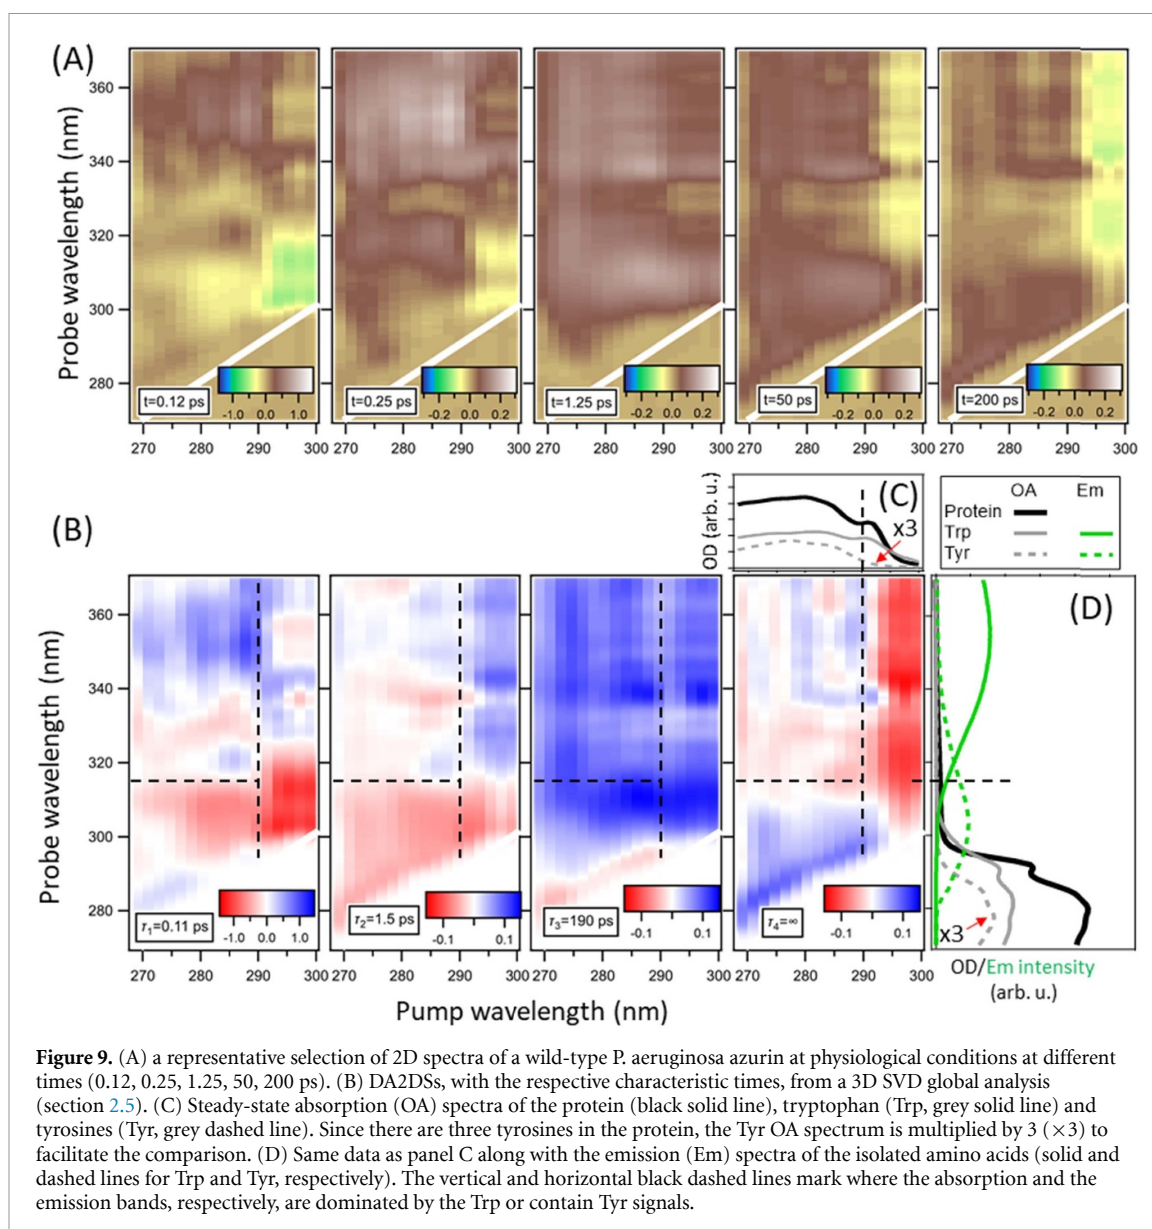 (A)
Probe wavelength (nm)
360
340
320
300
280
-1.0 0.0 1.0
-0.2 0.0 0.2
-0.2 0.0 0.2
-0.2 0.0 0.2
-0.2 0.0 0.2
t=0.12 ps
t=0.25 ps
t=1.25 ps
t=50 ps
t=200 ps
270 280 290 300
270 280 290 300
270 280 290 300
270 280 290 300
270 280 290 300
(B)
OD (arb. u.)
(C)
x3
OA Em
Protein
Trp
Tyr
Probe wavelength (nm)
360
340
320
300
280
(D)
-1.0 0.0 1.0
-0.1 0.1
-0.1 0.1
-0.1 0.1
τ1=0.11 ps
τ2=1.5 ps
τ3=190 ps
τ4=∞
x3
270 280 290 300
270 280 290 300
270 280 290 300
270 280 290 300
OD/Em intensity
(arb. u.)
Pump wavelength (nm)
Figure 9. (A) a representative selection of 2D spectra of a wild-type P. aeruginosa azurin at physiological conditions at different
times (0.12, 0.25, 1.25, 50, 200 ps). (B) DA2DSs, with the respective characteristic times, from a 3D SVD global analysis
(section 2.5). (C) Steady-state absorption (OA) spectra of the protein (black solid line), tryptophan (Trp, grey solid line) and
tyrosines (Tyr, grey dashed line). Since there are three tyrosines in the protein, the Tyr OA spectrum is multiplied by 3 (×3) to
facilitate the comparison. (D) Same data as panel C along with the emission (Em) spectra of the isolated amino acids (solid and
dashed lines for Trp and Tyr, respectively). The vertical and horizontal black dashed lines mark where the absorption and the
emission bands, respectively, are dominated by the Trp or contain Tyr signals.